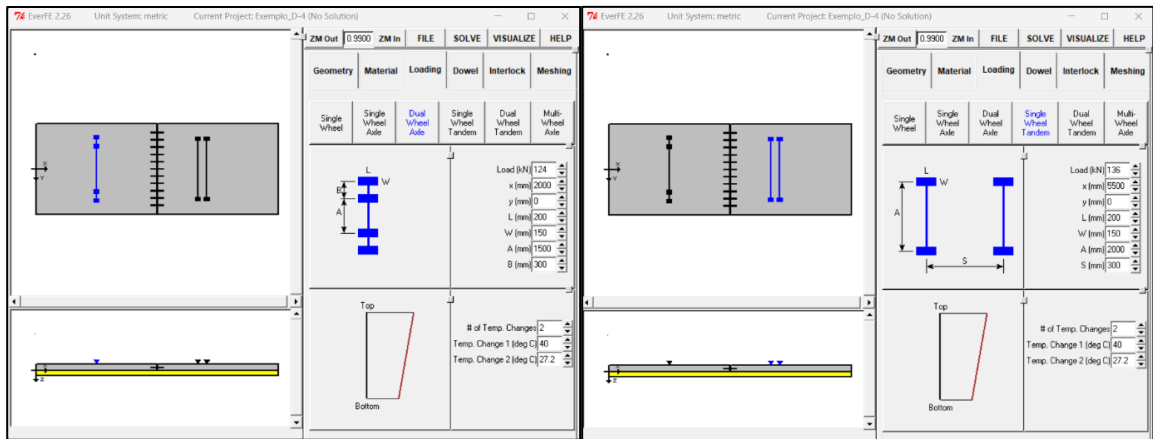 EverFE 2.26 Unit System: metric Current Project: Exemplo_D-4 (No Solution)
ZM Out 0.9900 ZM In FILE SOLVE VISUALIZE HELP
Geometry Material Loading Dowel Interlock Meshing
Single Wheel
Single Wheel Axle
Dual Wheel Axle
Single Wheel Tandem
Dual Wheel Tandem
Multi-Wheel Axle
X
Y
L
W
B
A
Load (kN) 124
x (mm) 2000
y (mm) 0
L (mm) 200
W (mm) 150
A (mm) 1500
B (mm) 300
Z
Top
Bottom
# of Temp. Changes 2
Temp. Change 1 (deg C) 40
Temp. Change 2 (deg C) 27.2
EverFE 2.26 Unit System: metric Current Project: Exemplo_D-4 (No Solution)
ZM Out 0.9900 ZM In FILE SOLVE VISUALIZE HELP
Geometry Material Loading Dowel Interlock Meshing
Single Wheel
Single Wheel Axle
Dual Wheel Axle
Single Wheel Tandem
Dual Wheel Tandem
Multi-Wheel Axle
X
Y
L
W
A
S
Load (kN) 136
x (mm) 5500
y (mm) 0
L (mm) 200
W (mm) 150
A (mm) 2000
S (mm) 300
Z
Top
Bottom
# of Temp. Changes 2
Temp. Change 1 (deg C) 40
Temp. Change 2 (deg C) 27.2